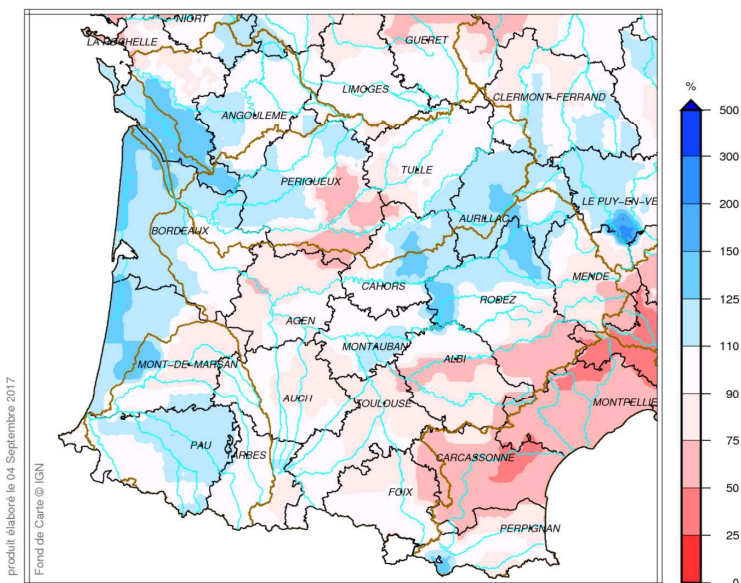 NIORT
LA ROCHELLE
GUERET
LIMOGES
CLERMONT-FERRAND
ANGOULEME
TULLE
PERIGUEUX
LE PUY-EN-VE
AURILLAC
BORDEAUX
MENDE
CAHORS
RODEZ
AGEN
MONTAUBAN
ALBI
MONT-DE-MARSAN
AUCH
TOULOUSE
MONTPELLIE
PAU
TARBES
CARCASSONNE
FOIX
PERPIGNAN
%
500
300
200
150
125
110
90
75
50
25
0
produit élaboré le 04 Septembre 2017
Fond de Carte © IGN